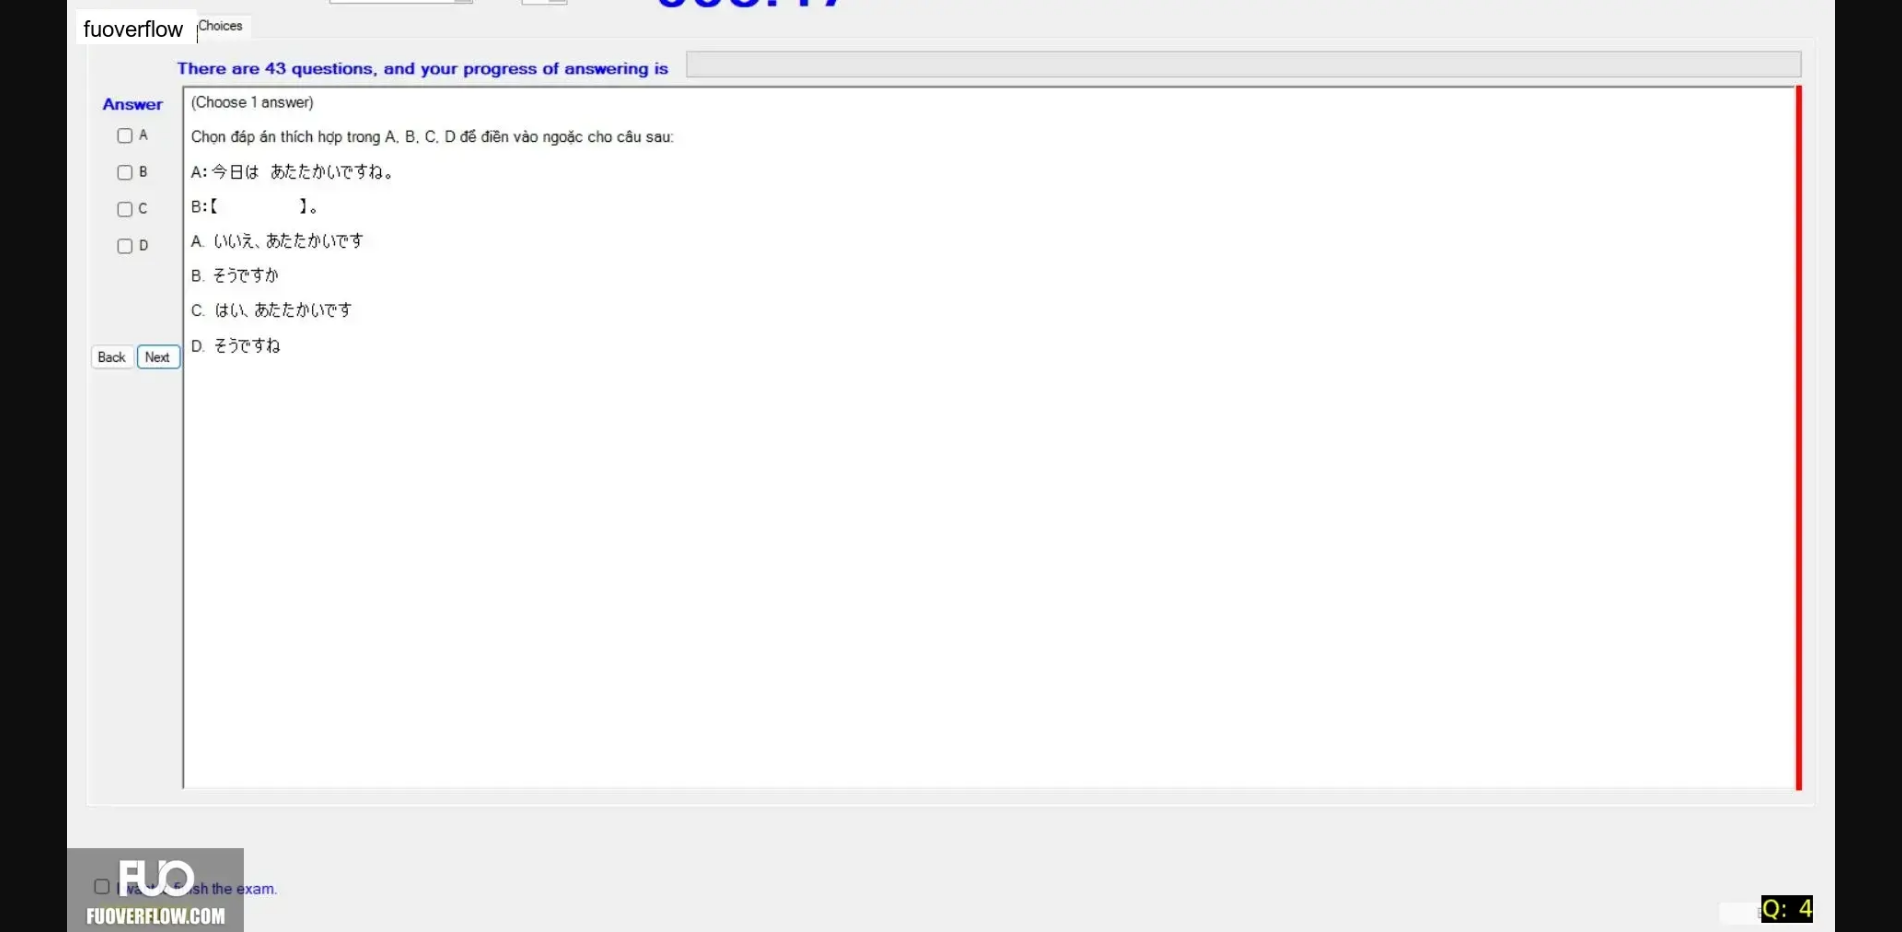 fuoverflow
Choices
There are 43 questions, and your progress of answering is
Answer
(Choose 1 answer)
A
Chọn đáp án thích hợp trong A, B, C, D để điền vào ngoặc cho câu sau:
B
A: 今日は あたたかいですね。
C
B:【 】。
D
A. いいえ、あたたかいです
B. そうですか
C. はい、あたたかいです
D. そうですね
Back Next
FUO
finish the exam.
FUOVERFLOW.COM
Q: 4